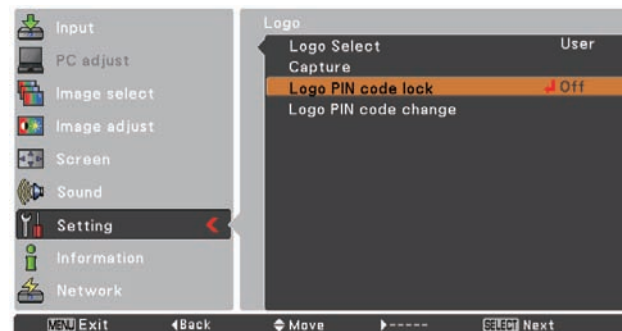 Input
PC adjust
Image select
Image adjust
Screen
Sound
Setting
Information
Network
Logo
Logo Select User
Capture
Logo PIN code lock Off
Logo PIN code change
MENU Exit Back Move ----- SELECT Next